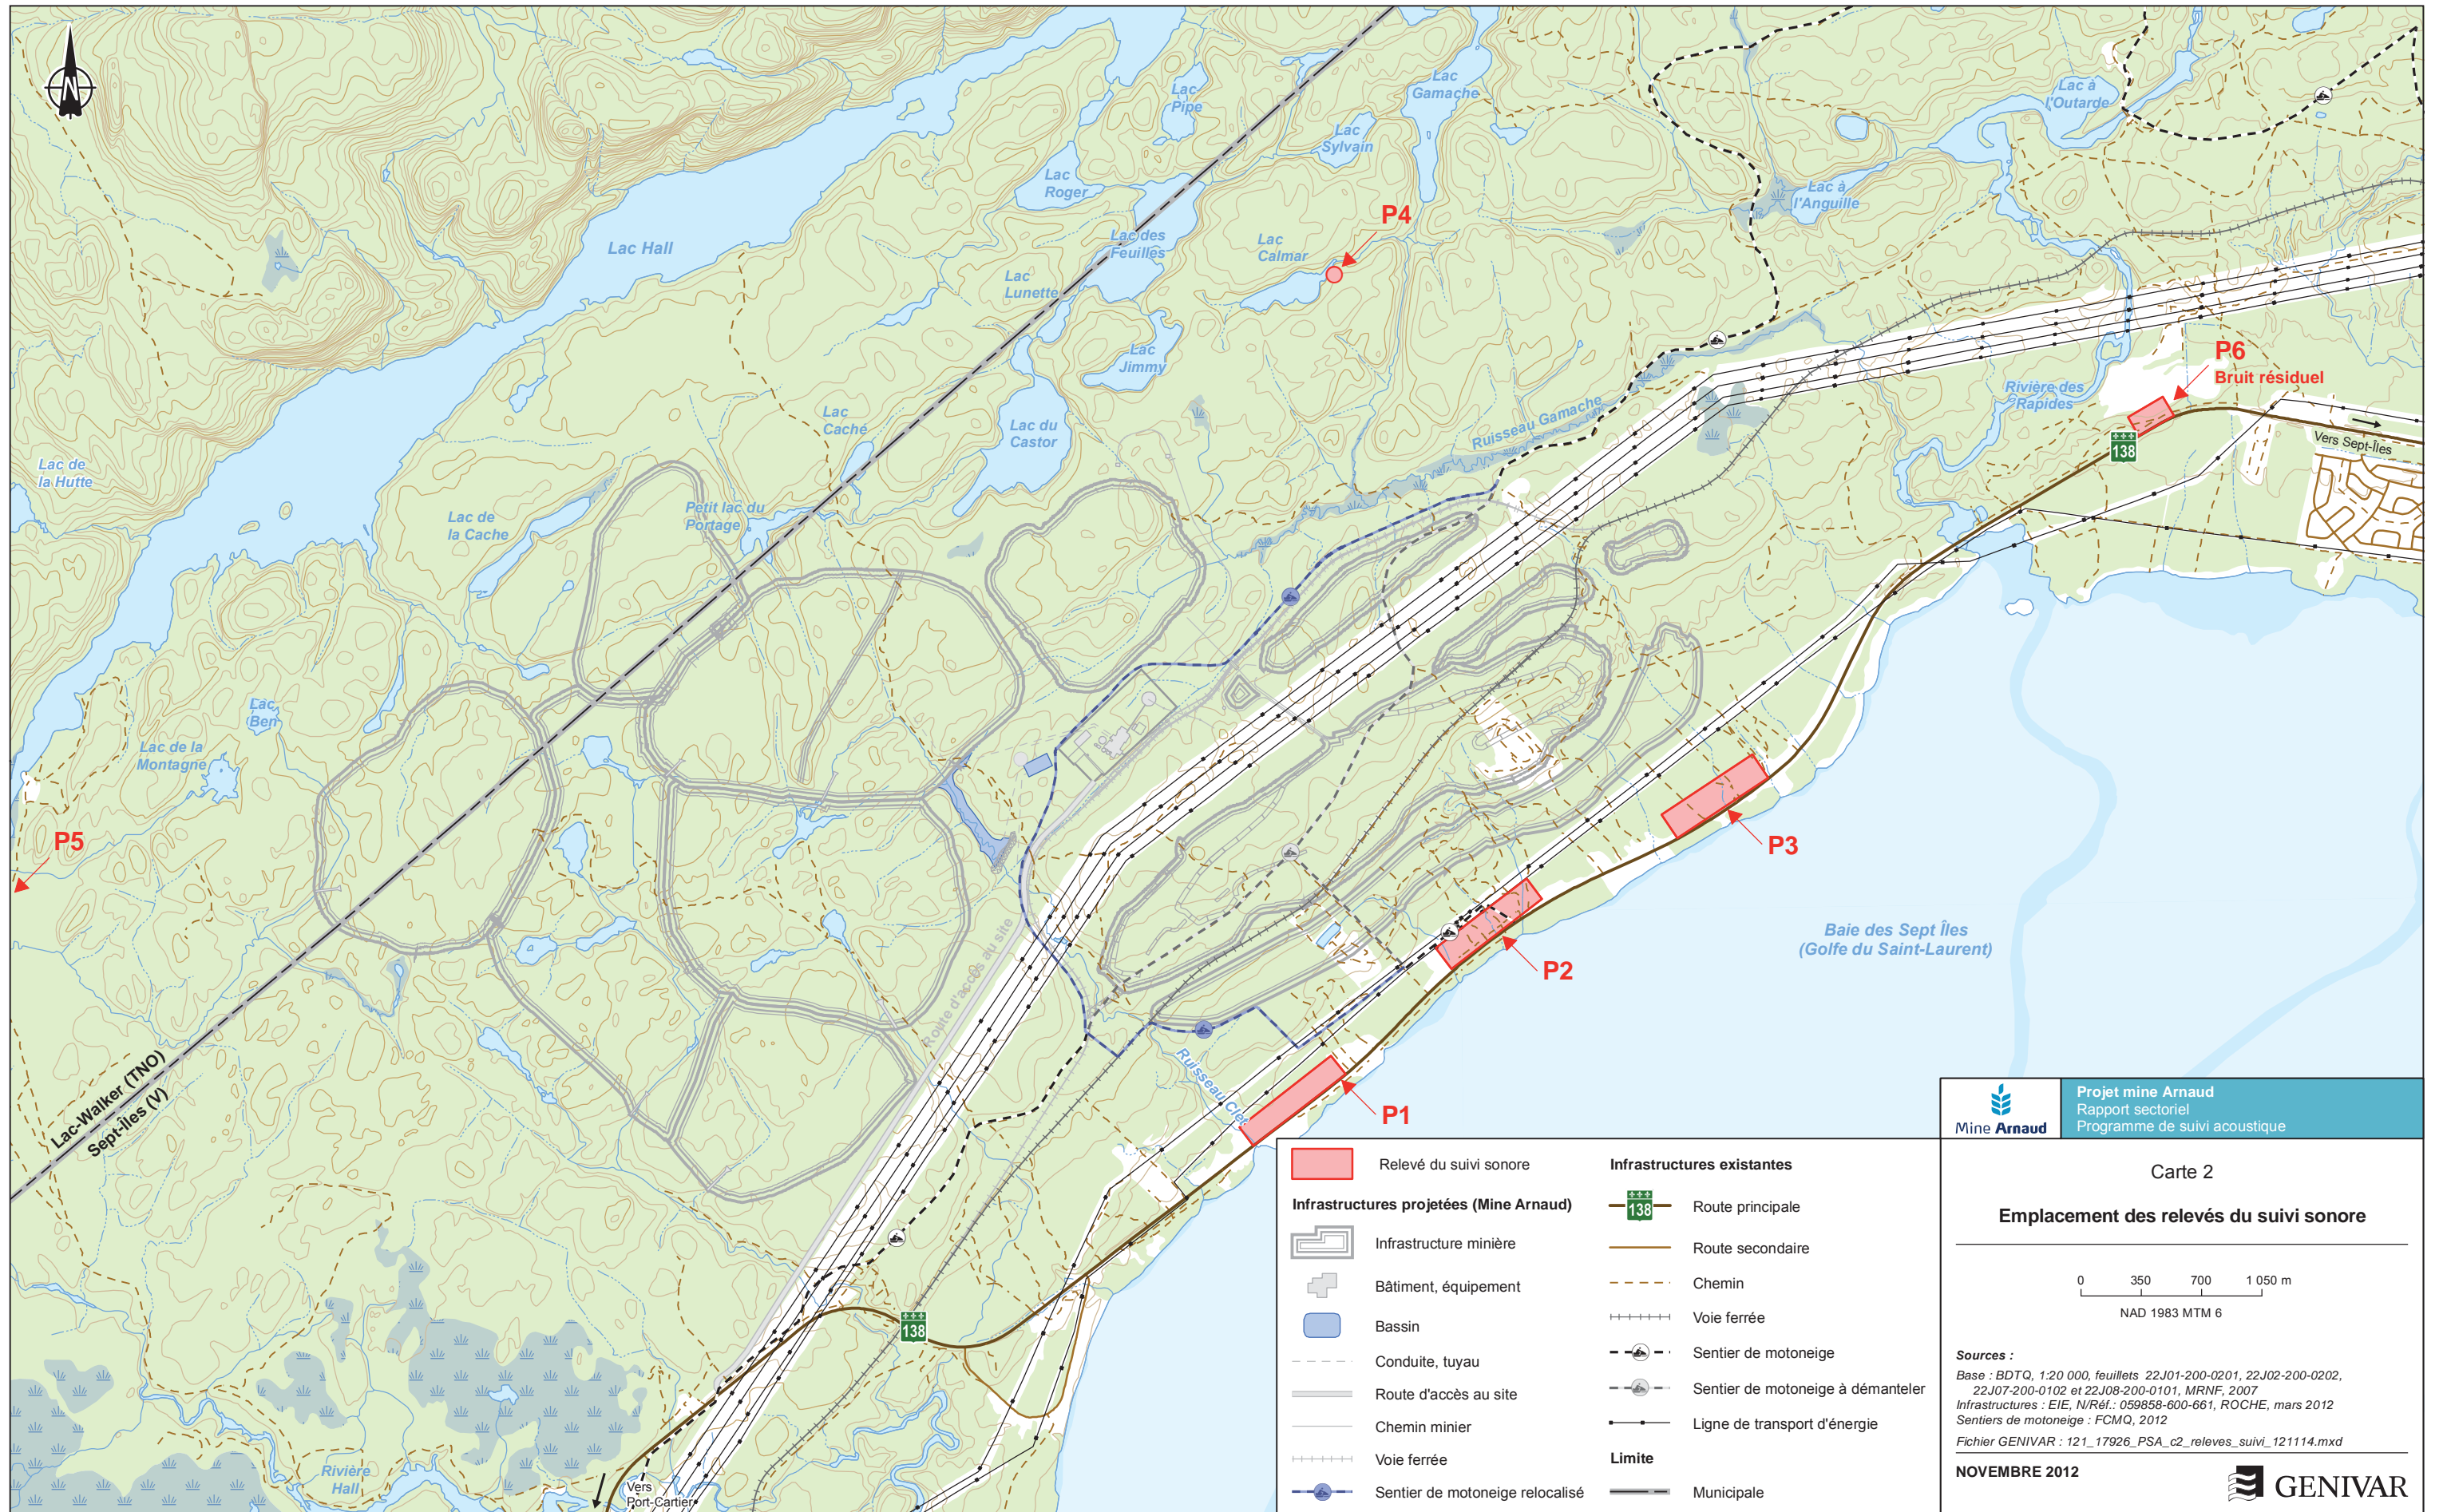 N
Lac Pipe
Lac Gamache
Lac à l'Outarde
Lac Sylvain
Lac Roger
Lac à l'Anguille
P4
Lac Hall
Lac des Feuilles
Lac Calmar
Lac Lunette
Lac Jimmy
P6
Bruit résiduel
Rivière des Rapides
Lac Caché
Lac du Castor
Ruisseau Gamache
138
Vers Sept-Îles
Lac de la Hutte
Lac de la Cache
Petit lac du Portage
Lac Ben
Lac de la Montagne
P5
P3
Route d'accès au site
P2
Baie des Sept Îles
(Golfe du Saint-Laurent)
Lac-Walker (TNO)
Sept-Îles (V)
Ruisseau Clet
P1
138
Rivière Hall
Vers Port-Cartier
Relevé du suivi sonore
Infrastructures projetées (Mine Arnaud)
Infrastructure minière
Bâtiment, équipement
Bassin
Conduite, tuyau
Route d'accès au site
Chemin minier
Voie ferrée
Sentier de motoneige relocalisé
Infrastructures existantes
138
Route principale
Route secondaire
Chemin
Voie ferrée
Sentier de motoneige
Sentier de motoneige à démanteler
Ligne de transport d'énergie
Limite
Municipale
Mine Arnaud
Projet mine Arnaud
Rapport sectoriel
Programme de suivi acoustique
Carte 2
Emplacement des relevés du suivi sonore
0 350 700 1 050 m
NAD 1983 MTM 6
Sources :
Base : BDTQ, 1:20 000, feuillets 22J01-200-0201, 22J02-200-0202,
22J07-200-0102 et 22J08-200-0101, MRNF, 2007
Infrastructures : EIE, N/Réf.: 059858-600-661, ROCHE, mars 2012
Sentiers de motoneige : FCMQ, 2012
Fichier GENIVAR : 121_17926_PSA_c2_releves_suivi_121114.mxd
NOVEMBRE 2012
GENIVAR